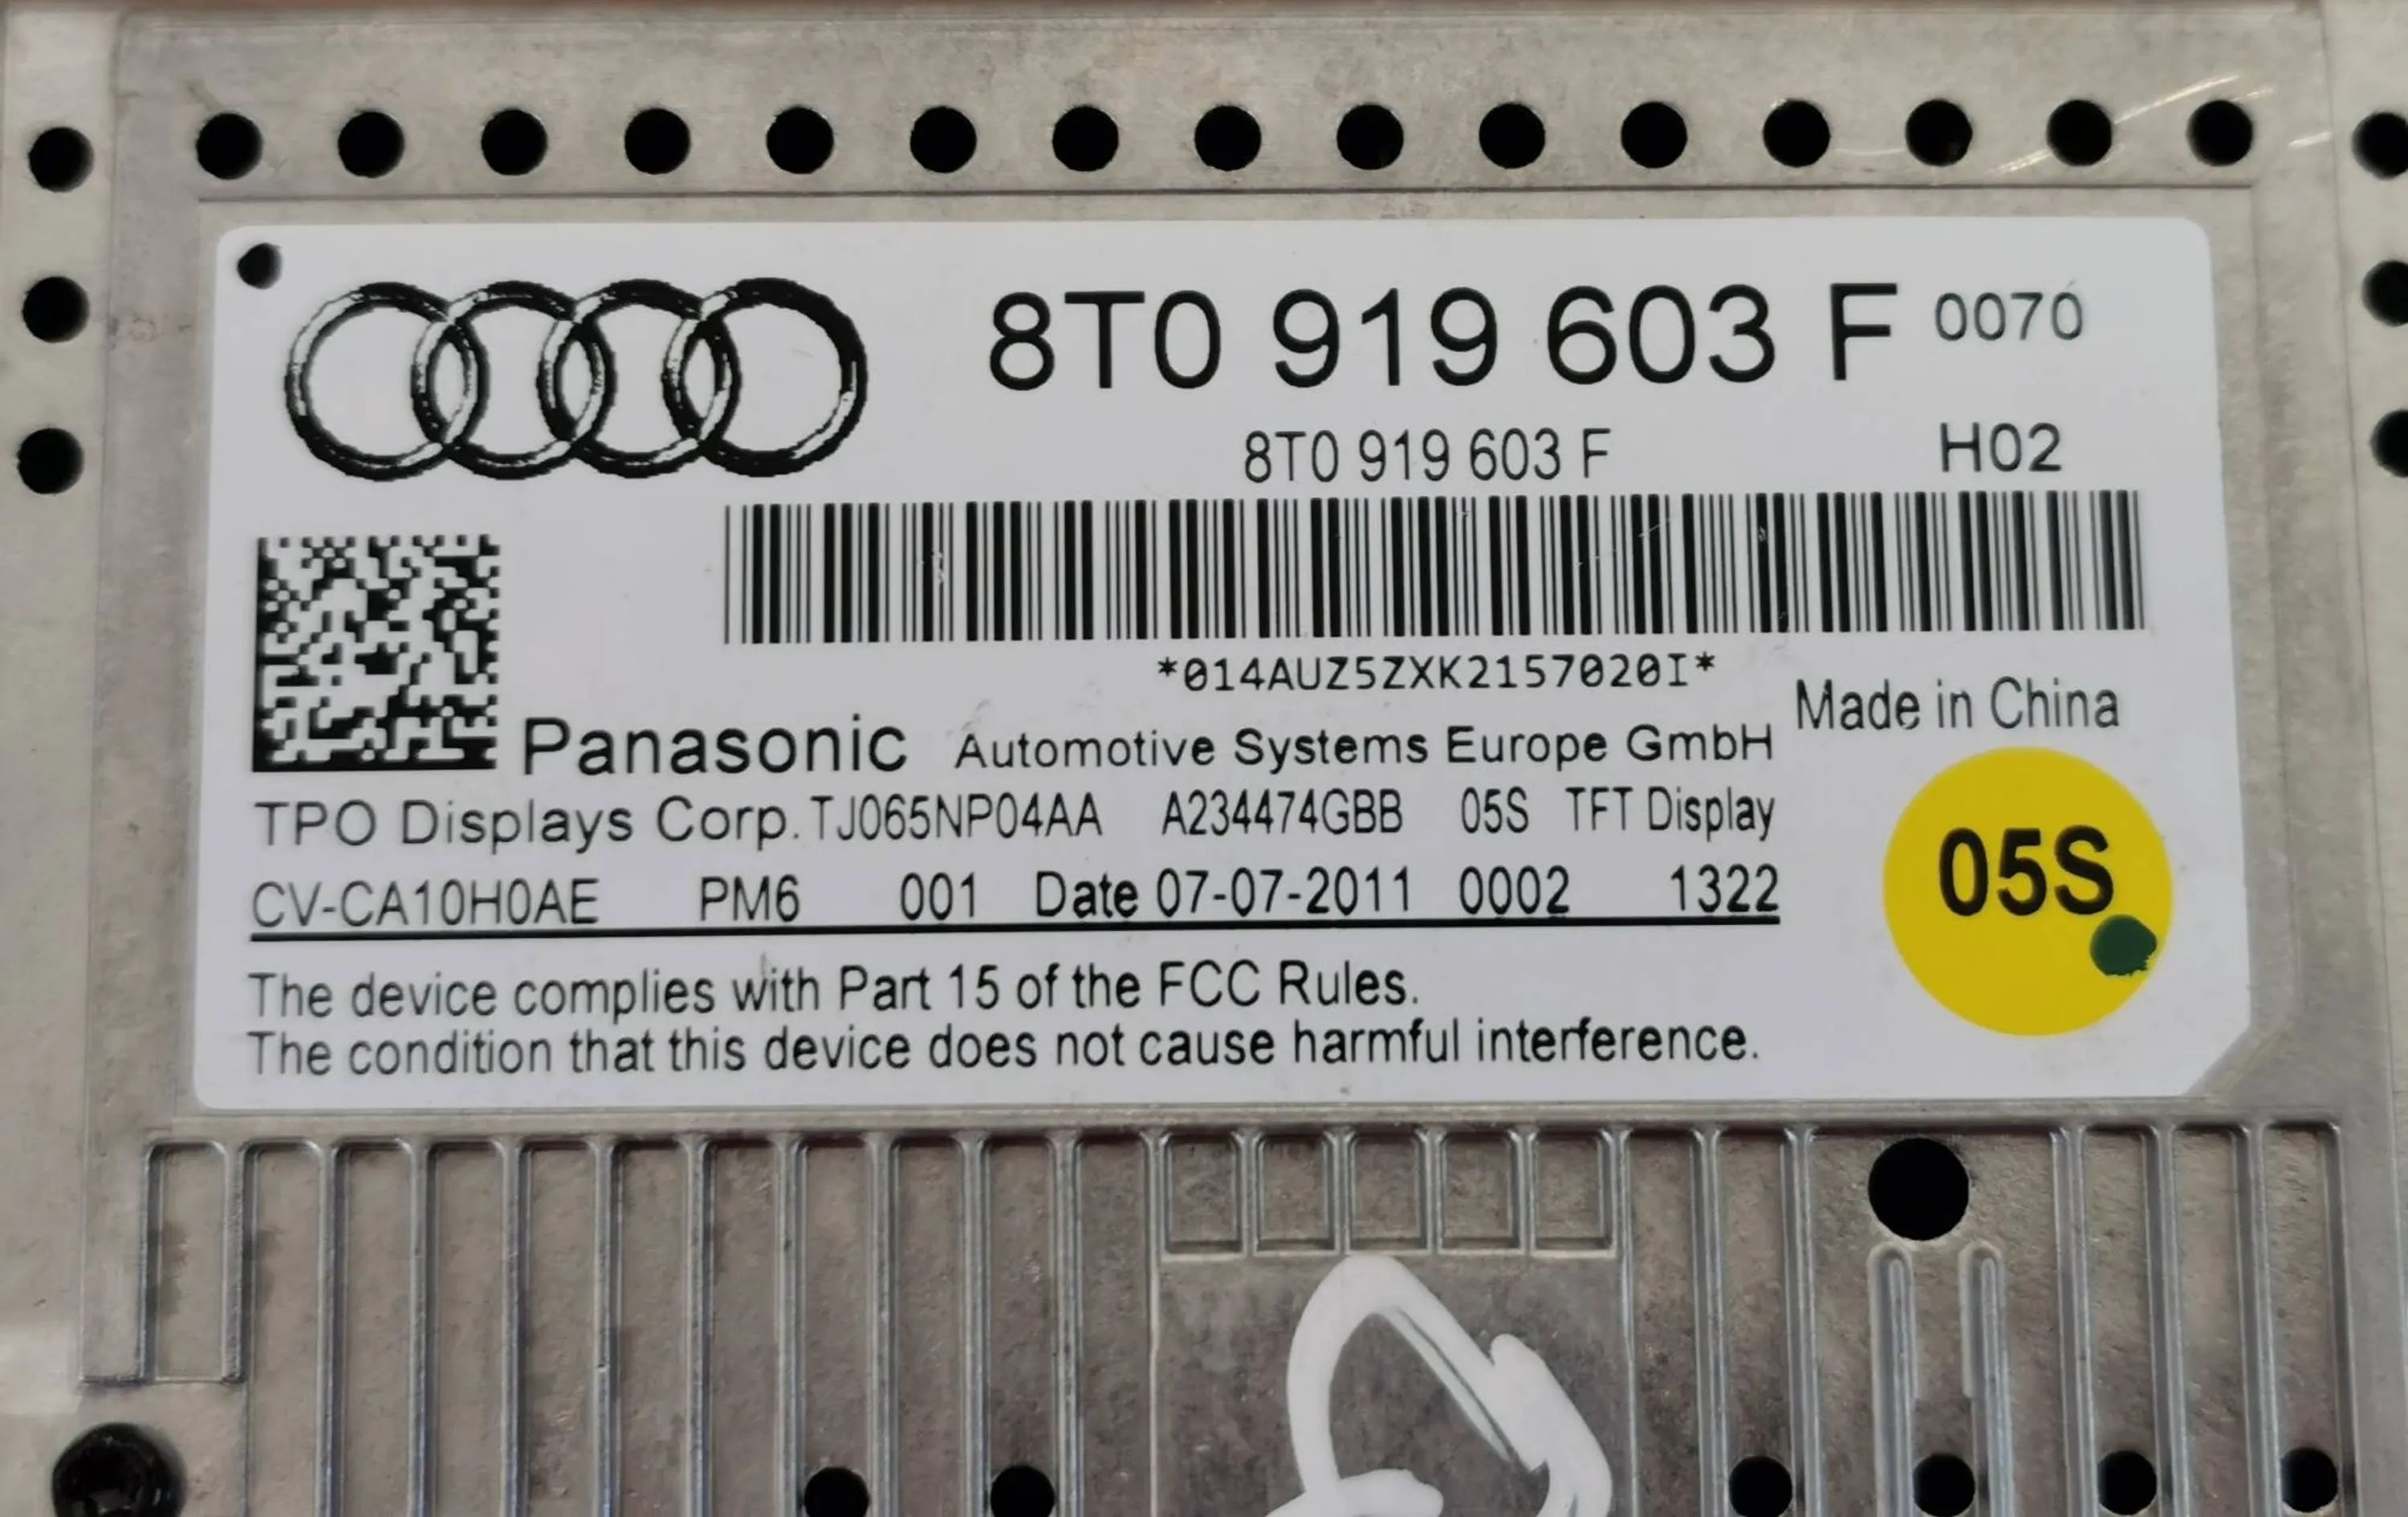 8T0 919 603 F 0070
8T0 919 603 F H02
*014AUZ5ZXK2157020I*
Made in China
Panasonic Automotive Systems Europe GmbH
TPO Displays Corp. TJ065NP04AA A234474GBB 05S TFT Display
CV-CA10H0AE PM6 001 Date 07-07-2011 0002 1322
05S
The device complies with Part 15 of the FCC Rules.
The condition that this device does not cause harmful interference.